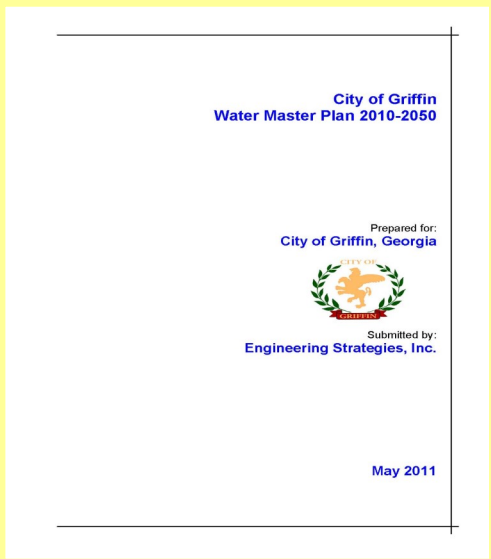 City of Griffin
Water Master Plan 2010-2050
Prepared for:
City of Griffin, Georgia
CITY OF
GRIFFIN
Submitted by:
Engineering Strategies, Inc.
May 2011